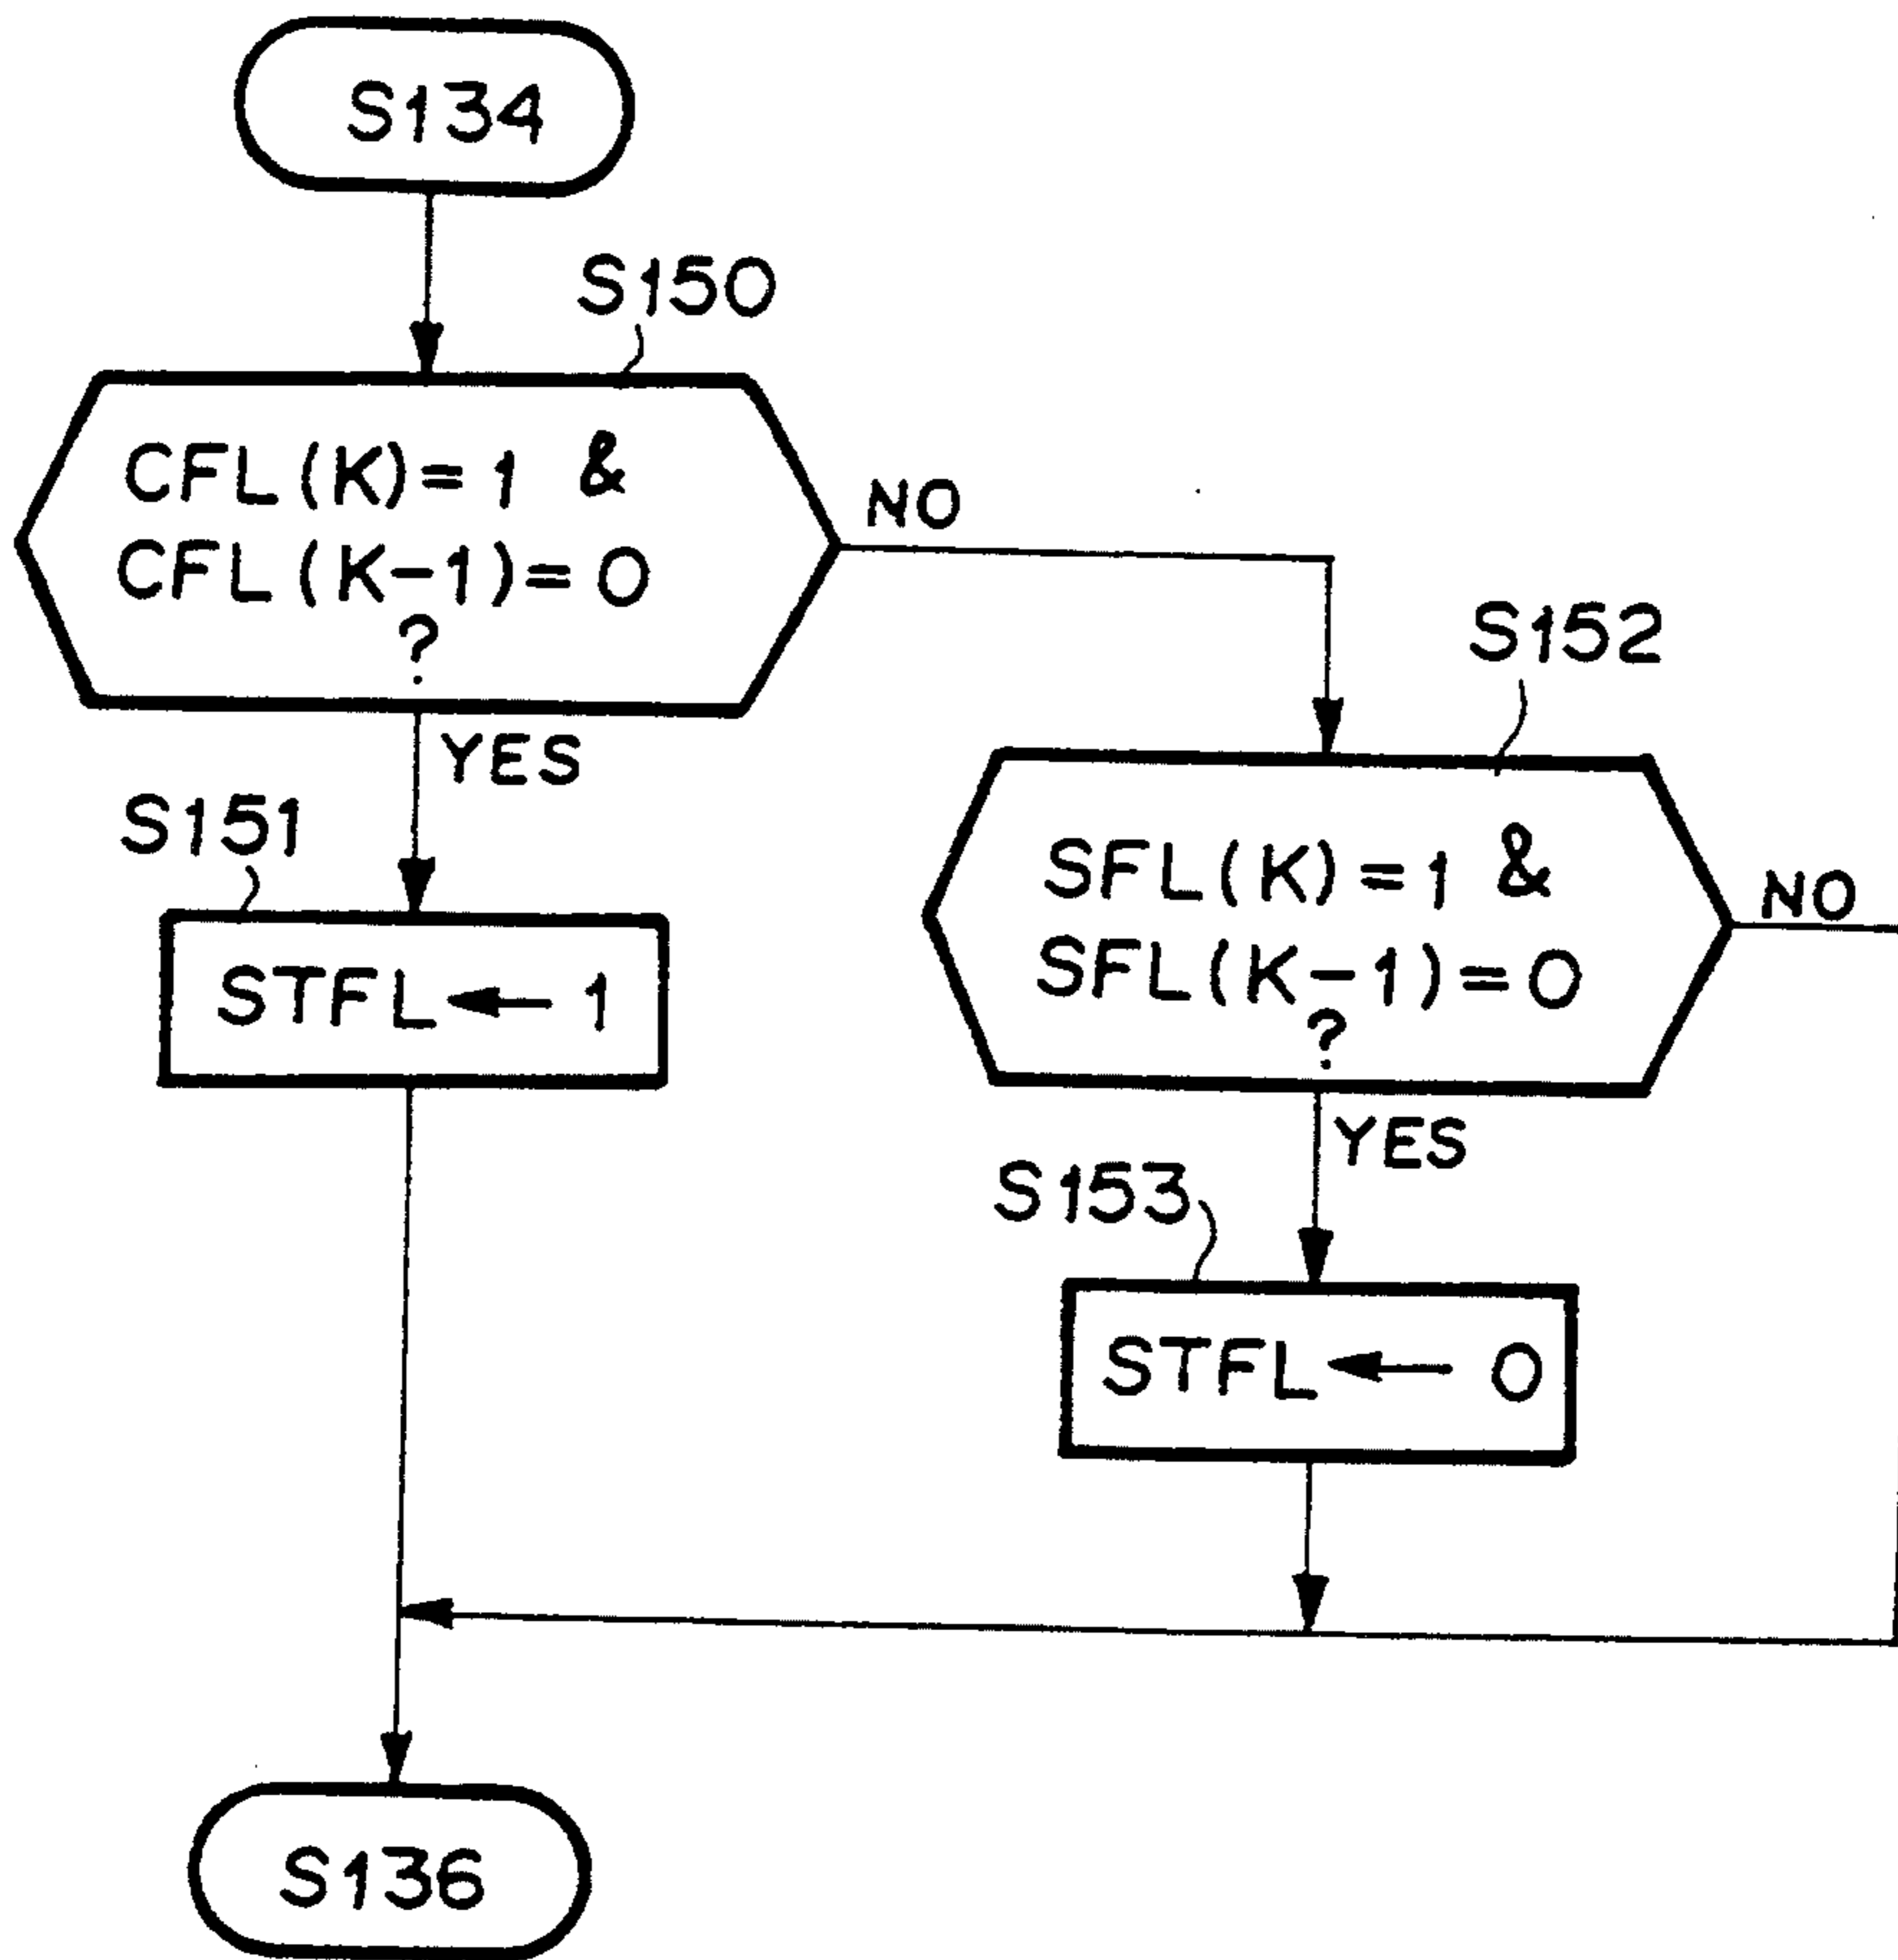 S134
S150
CFL(K)=1 &
CFL(K-1)=0
?
NO
YES
S151
STFL ← 1
S152
SFL(K)=1 &
SFL(K-1)=0
?
NO
YES
S153
STFL ← 0
S136